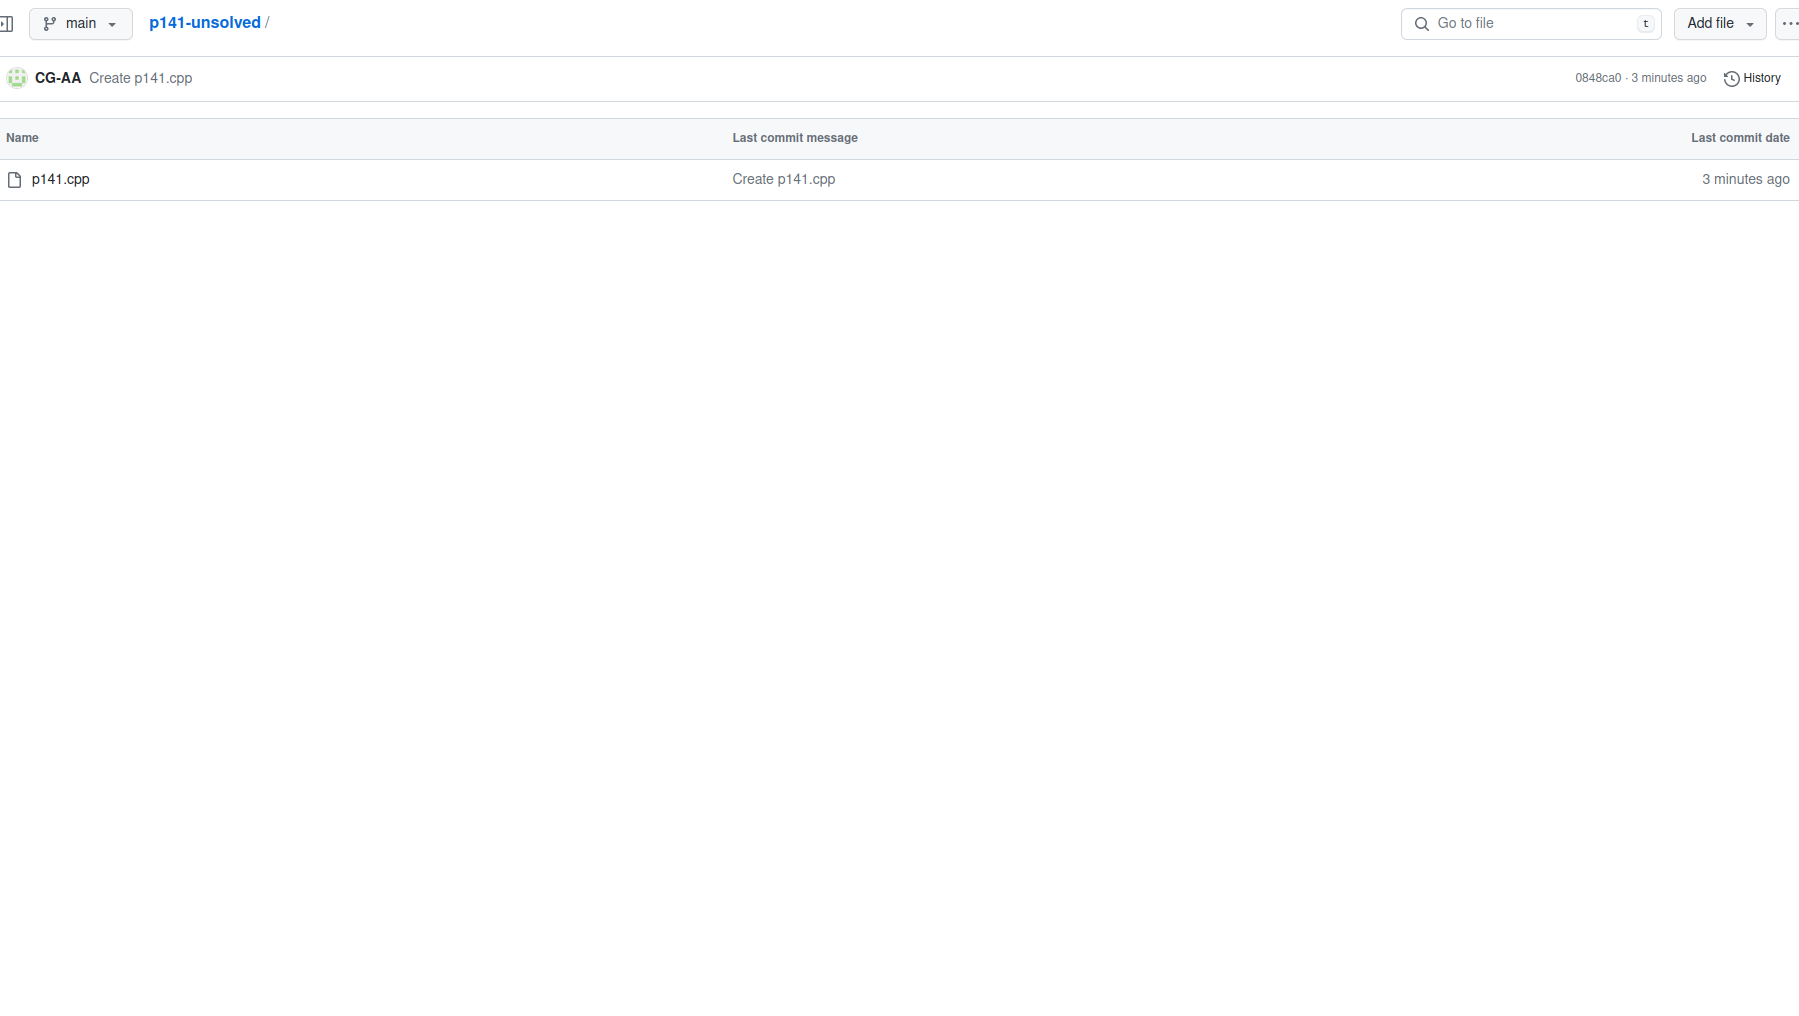 main
p141-unsolved /
Go to file
t
Add file
CG-AA Create p141.cpp
0848ca0 · 3 minutes ago
History
Name Last commit message Last commit date
p141.cpp Create p141.cpp 3 minutes ago